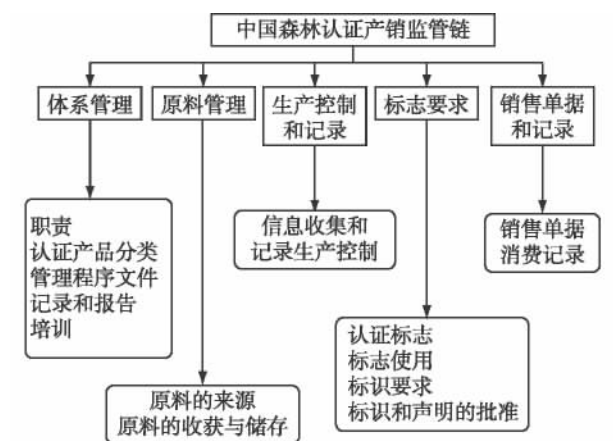 中国森林认证产销监管链
体系管理
原料管理
生产控制
和记录
标志要求
销售单据
和记录
职责
认证产品分类
管理程序文件
记录和报告
培训
原料的来源
原料的收获与储存
信息收集和
记录生产控制
认证标志
标志使用
标识要求
标识和声明的批准
销售单据
消费记录